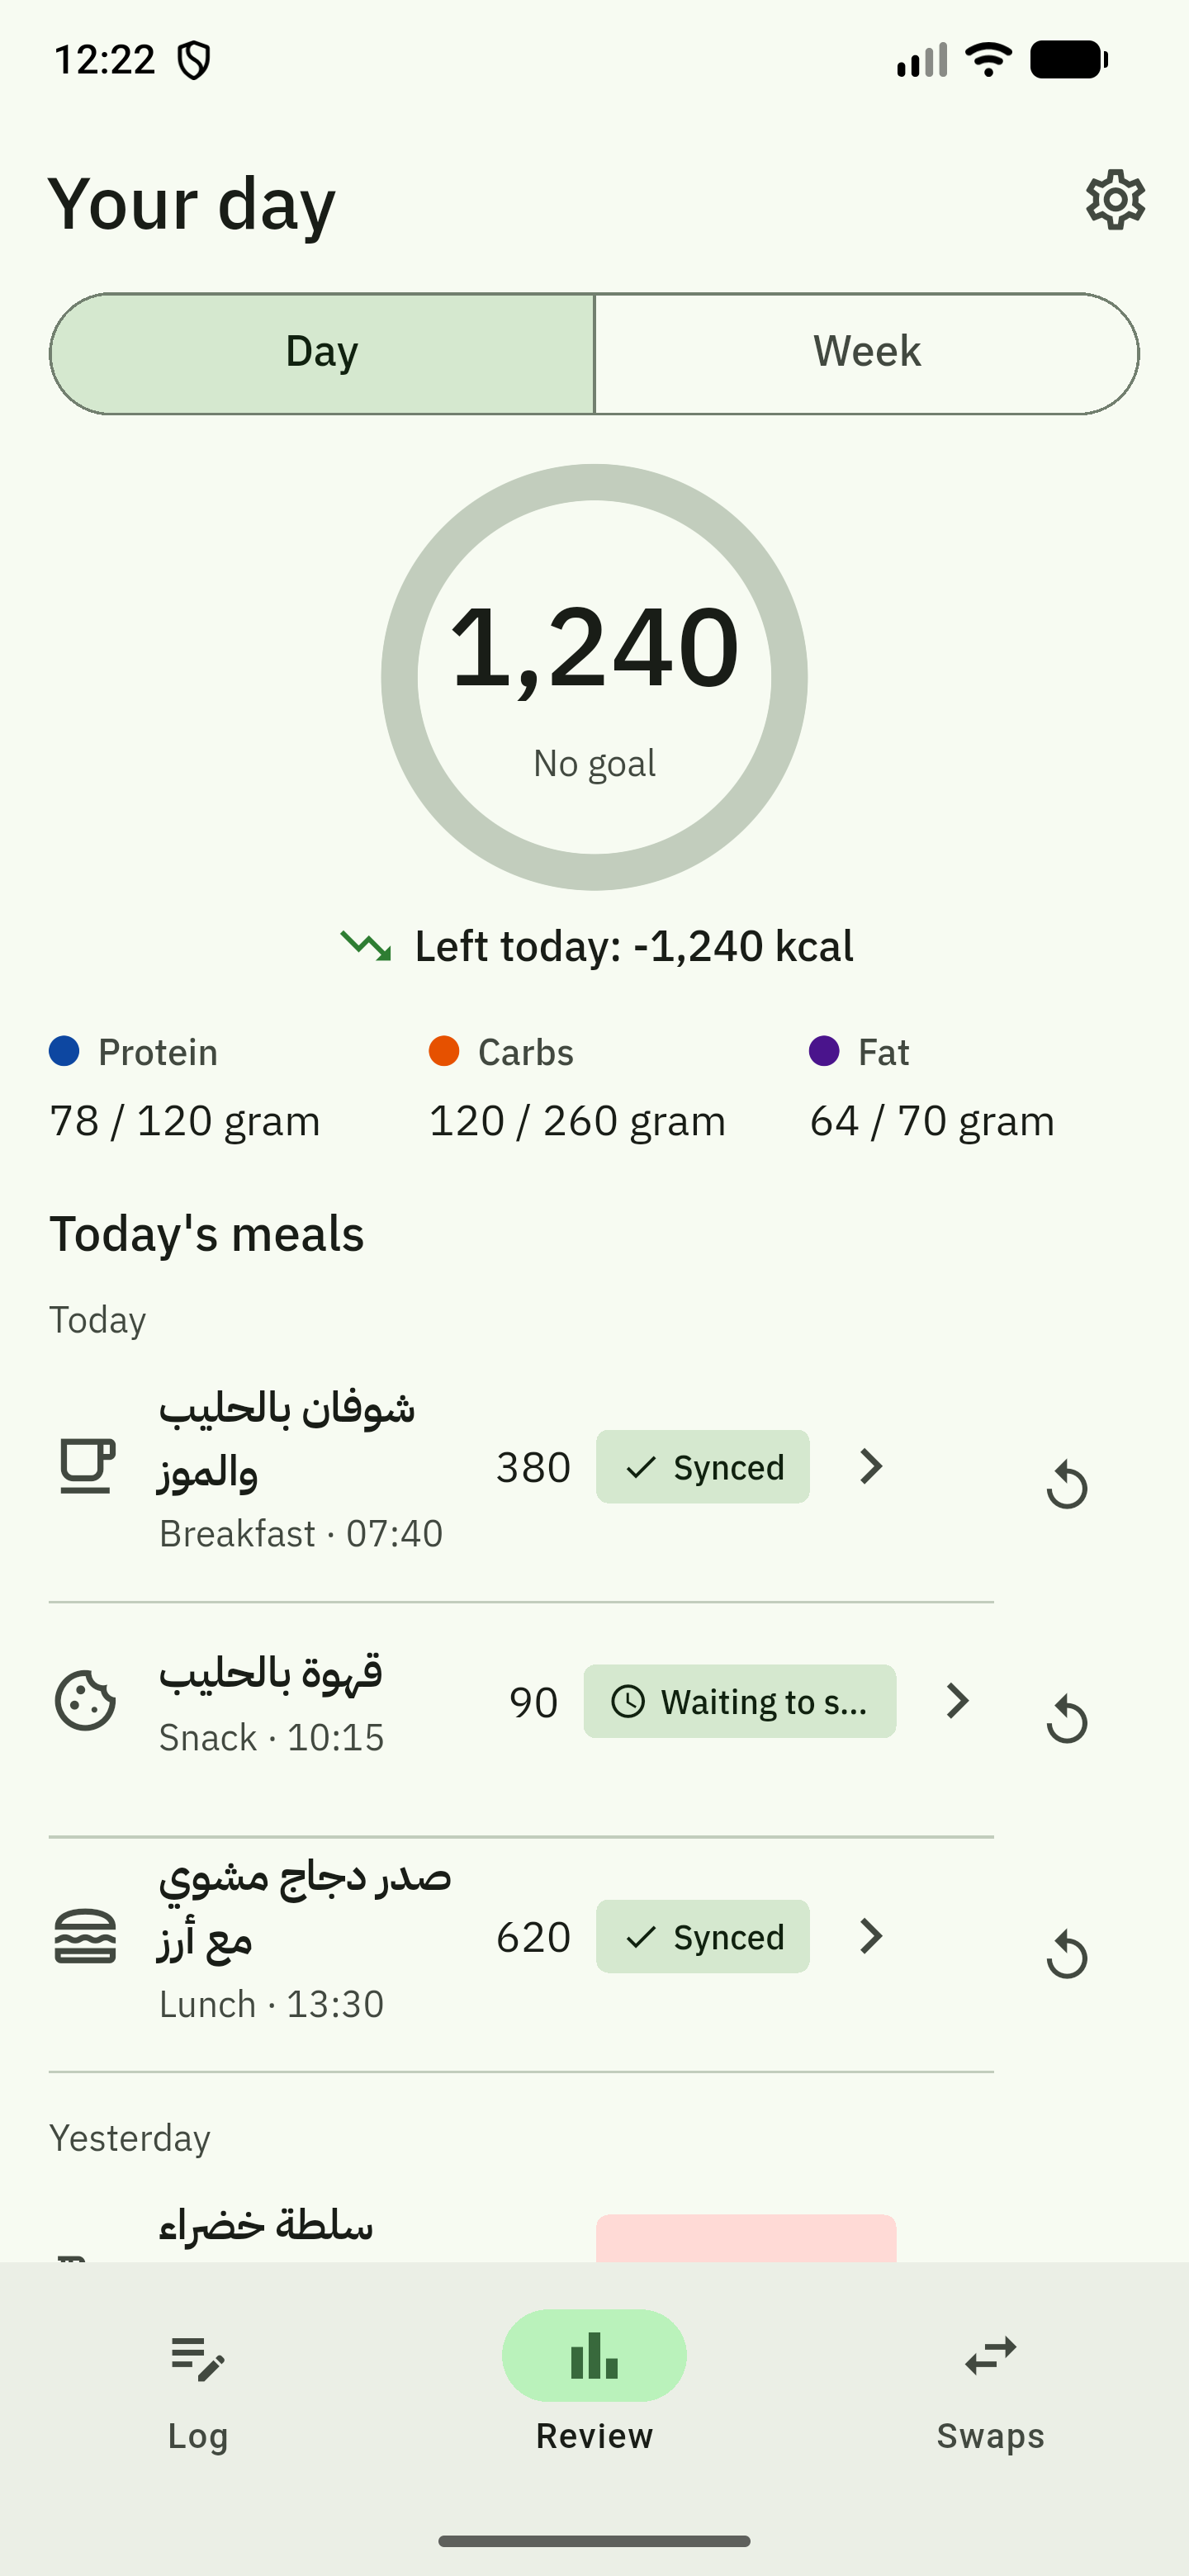 12:22
Your day
Day
Week
1,240
No goal
Left today: -1,240 kcal
Protein
78 / 120 gram
Carbs
120 / 260 gram
Fat
64 / 70 gram
Today's meals
Today
شوفان بالحليب
والموز
Breakfast · 07:40
380
Synced
قهوة بالحليب
Snack · 10:15
90
Waiting to s...
صدر دجاج مشوي
مع أرز
Lunch · 13:30
620
Synced
Yesterday
سلطة خضراء
Log
Review
Swaps